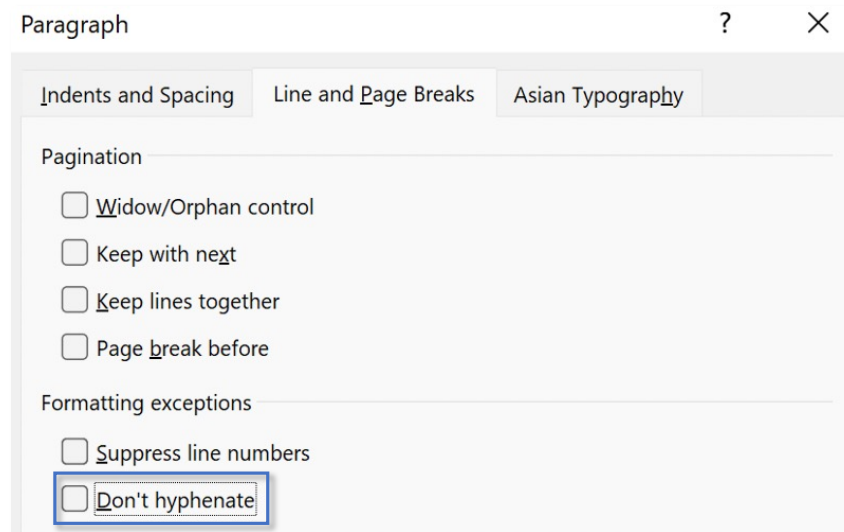 Paragraph ?
Indents and Spacing Line and Page Breaks Asian Typography
Pagination
Widow/Orphan control
Keep with next
Keep lines together
Page break before
Formatting exceptions
Suppress line numbers
Don't hyphenate